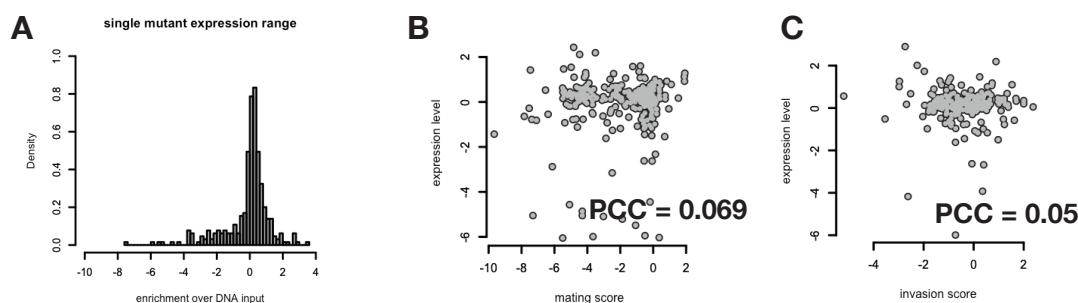 A
single mutant expression range
Density
0.0
0.2
0.4
0.6
0.8
1.0
-10 -8 -6 -4 -2 0 2 4
enrichment over DNA input
B
expression level
2
0
-2
-4
-6
PCC = 0.069
-10 -8 -6 -4 -2 0 2
mating score
C
expression level
2
0
-2
-4
-6
PCC = 0.05
-4 -2 0 2
invasion score